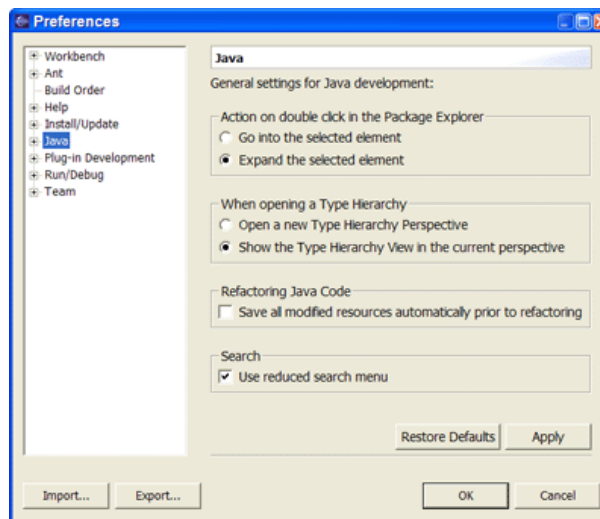 Preferences
Workbench
Ant
Build Order
Help
Install/Update
Java
Plug-in Development
Run/Debug
Team
Java
General settings for Java development:
Action on double click in the Package Explorer
Go into the selected element
Expand the selected element
When opening a Type Hierarchy
Open a new Type Hierarchy Perspective
Show the Type Hierarchy View in the current perspective
Refactoring Java Code
Save all modified resources automatically prior to refactoring
Search
Use reduced search menu
Restore Defaults Apply
Import... Export... OK Cancel